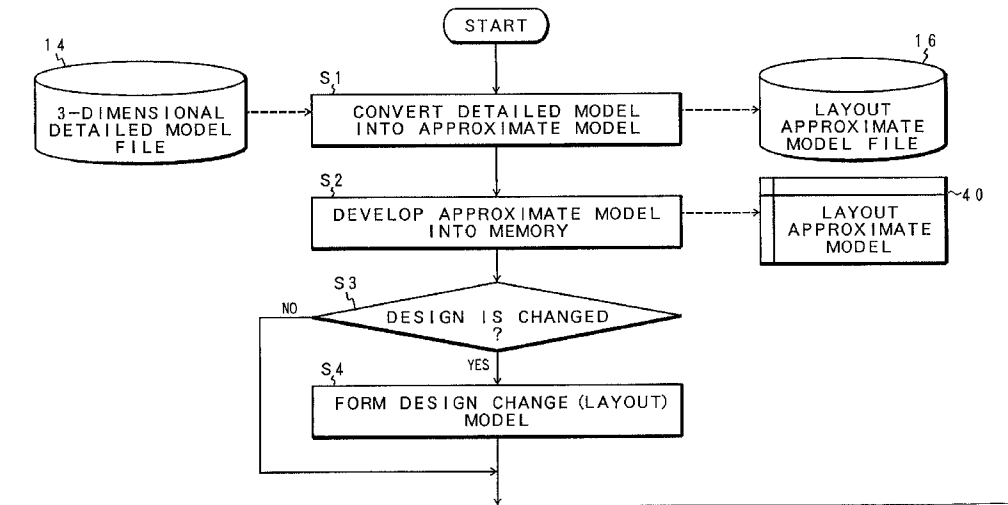 START
14
3-DIMENSIONAL
DETAILED MODEL
FILE
S1
CONVERT DETAILED MODEL
INTO APPROXIMATE MODEL
16
LAYOUT
APPROXIMATE
MODEL FILE
S2
DEVELOP APPROXIMATE MODEL
INTO MEMORY
40
LAYOUT
APPROXIMATE
MODEL
S3
DESIGN IS CHANGED
?
NO
YES
S4
FORM DESIGN CHANGE (LAYOUT)
MODEL